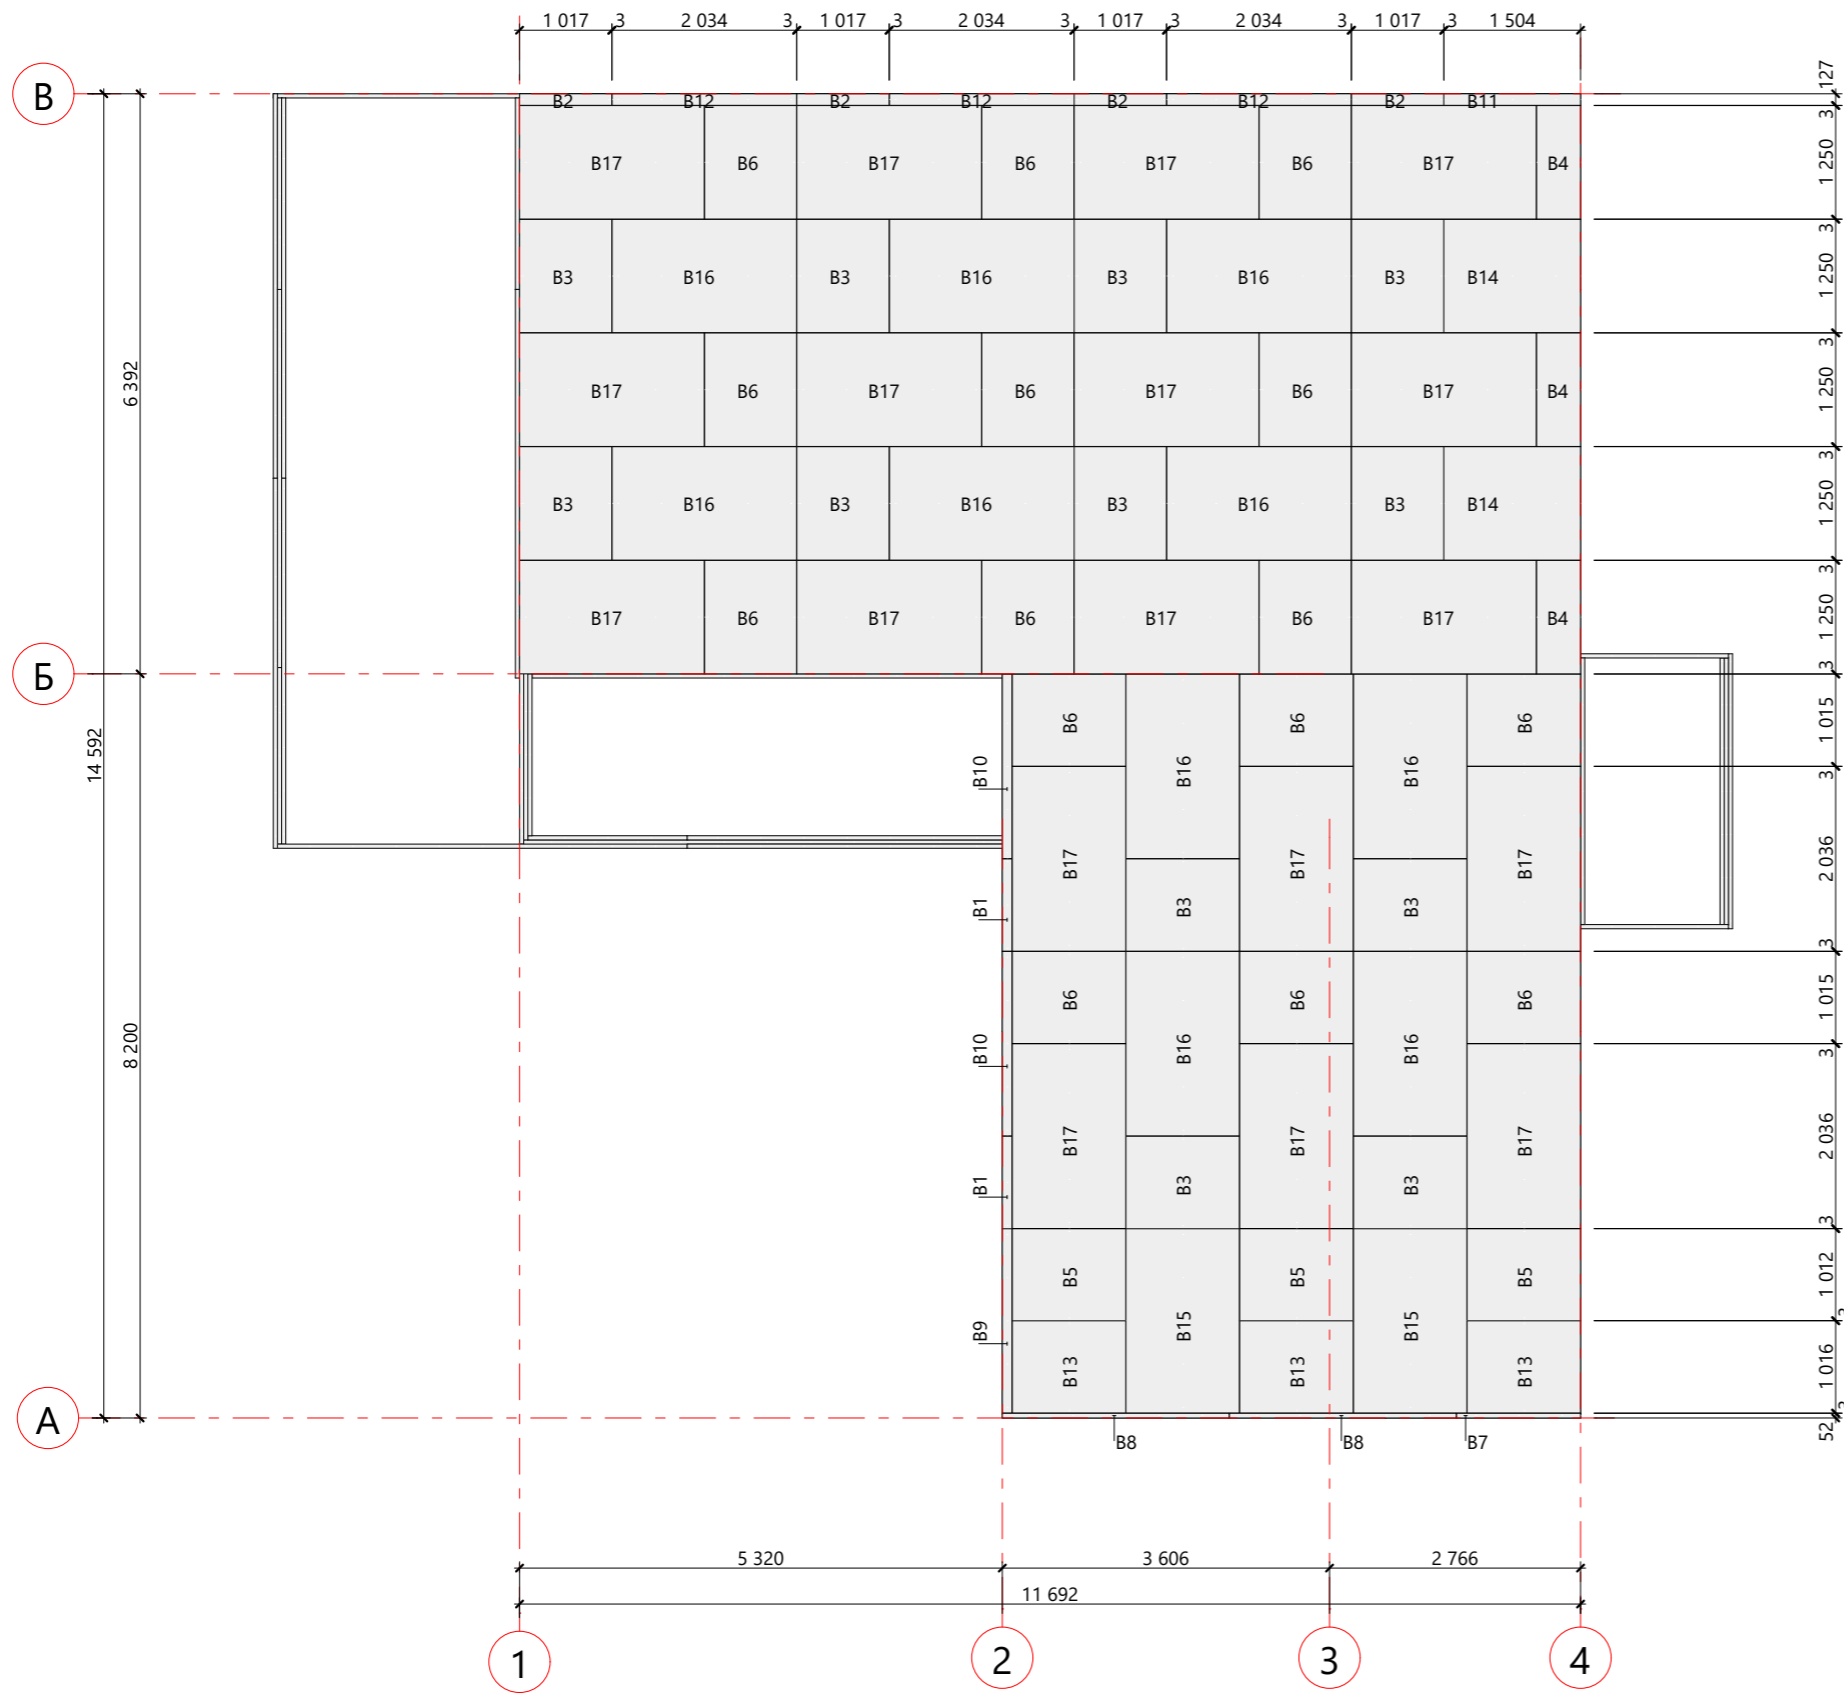 1 017 3 2 034 3 1 017 3 2 034 3 1 017 3 2 034 3 1 017 3 1 504
В
B2 B12 B2 B12 B2 B12 B2 B11
127
3
B17 B6 B17 B6 B17 B6 B17 B4
1 250
3
B3 B16 B3 B16 B3 B16 B3 B14
1 250
3
6 392
B17 B6 B17 B6 B17 B6 B17 B4
1 250
3
B3 B16 B3 B16 B3 B16 B3 B14
1 250
3
B17 B6 B17 B6 B17 B6 B17 B4
1 250
3
Б
B6 B16 B6 B16 B6
1 015
3
14 592
B10
B17 B17 B17
2 036
B1
B3 B3
3
B6 B6 B6
1 015
8 200
B10
B16 B16
3
B17 B17 B17
2 036
B1
B3 B3
3
B5 B5 B5
1 012
B9
B15 B15
B13 B13 B13
1 016
А
52
B8 B8 B7
5 320 3 606 2 766
11 692
1 2 3 4